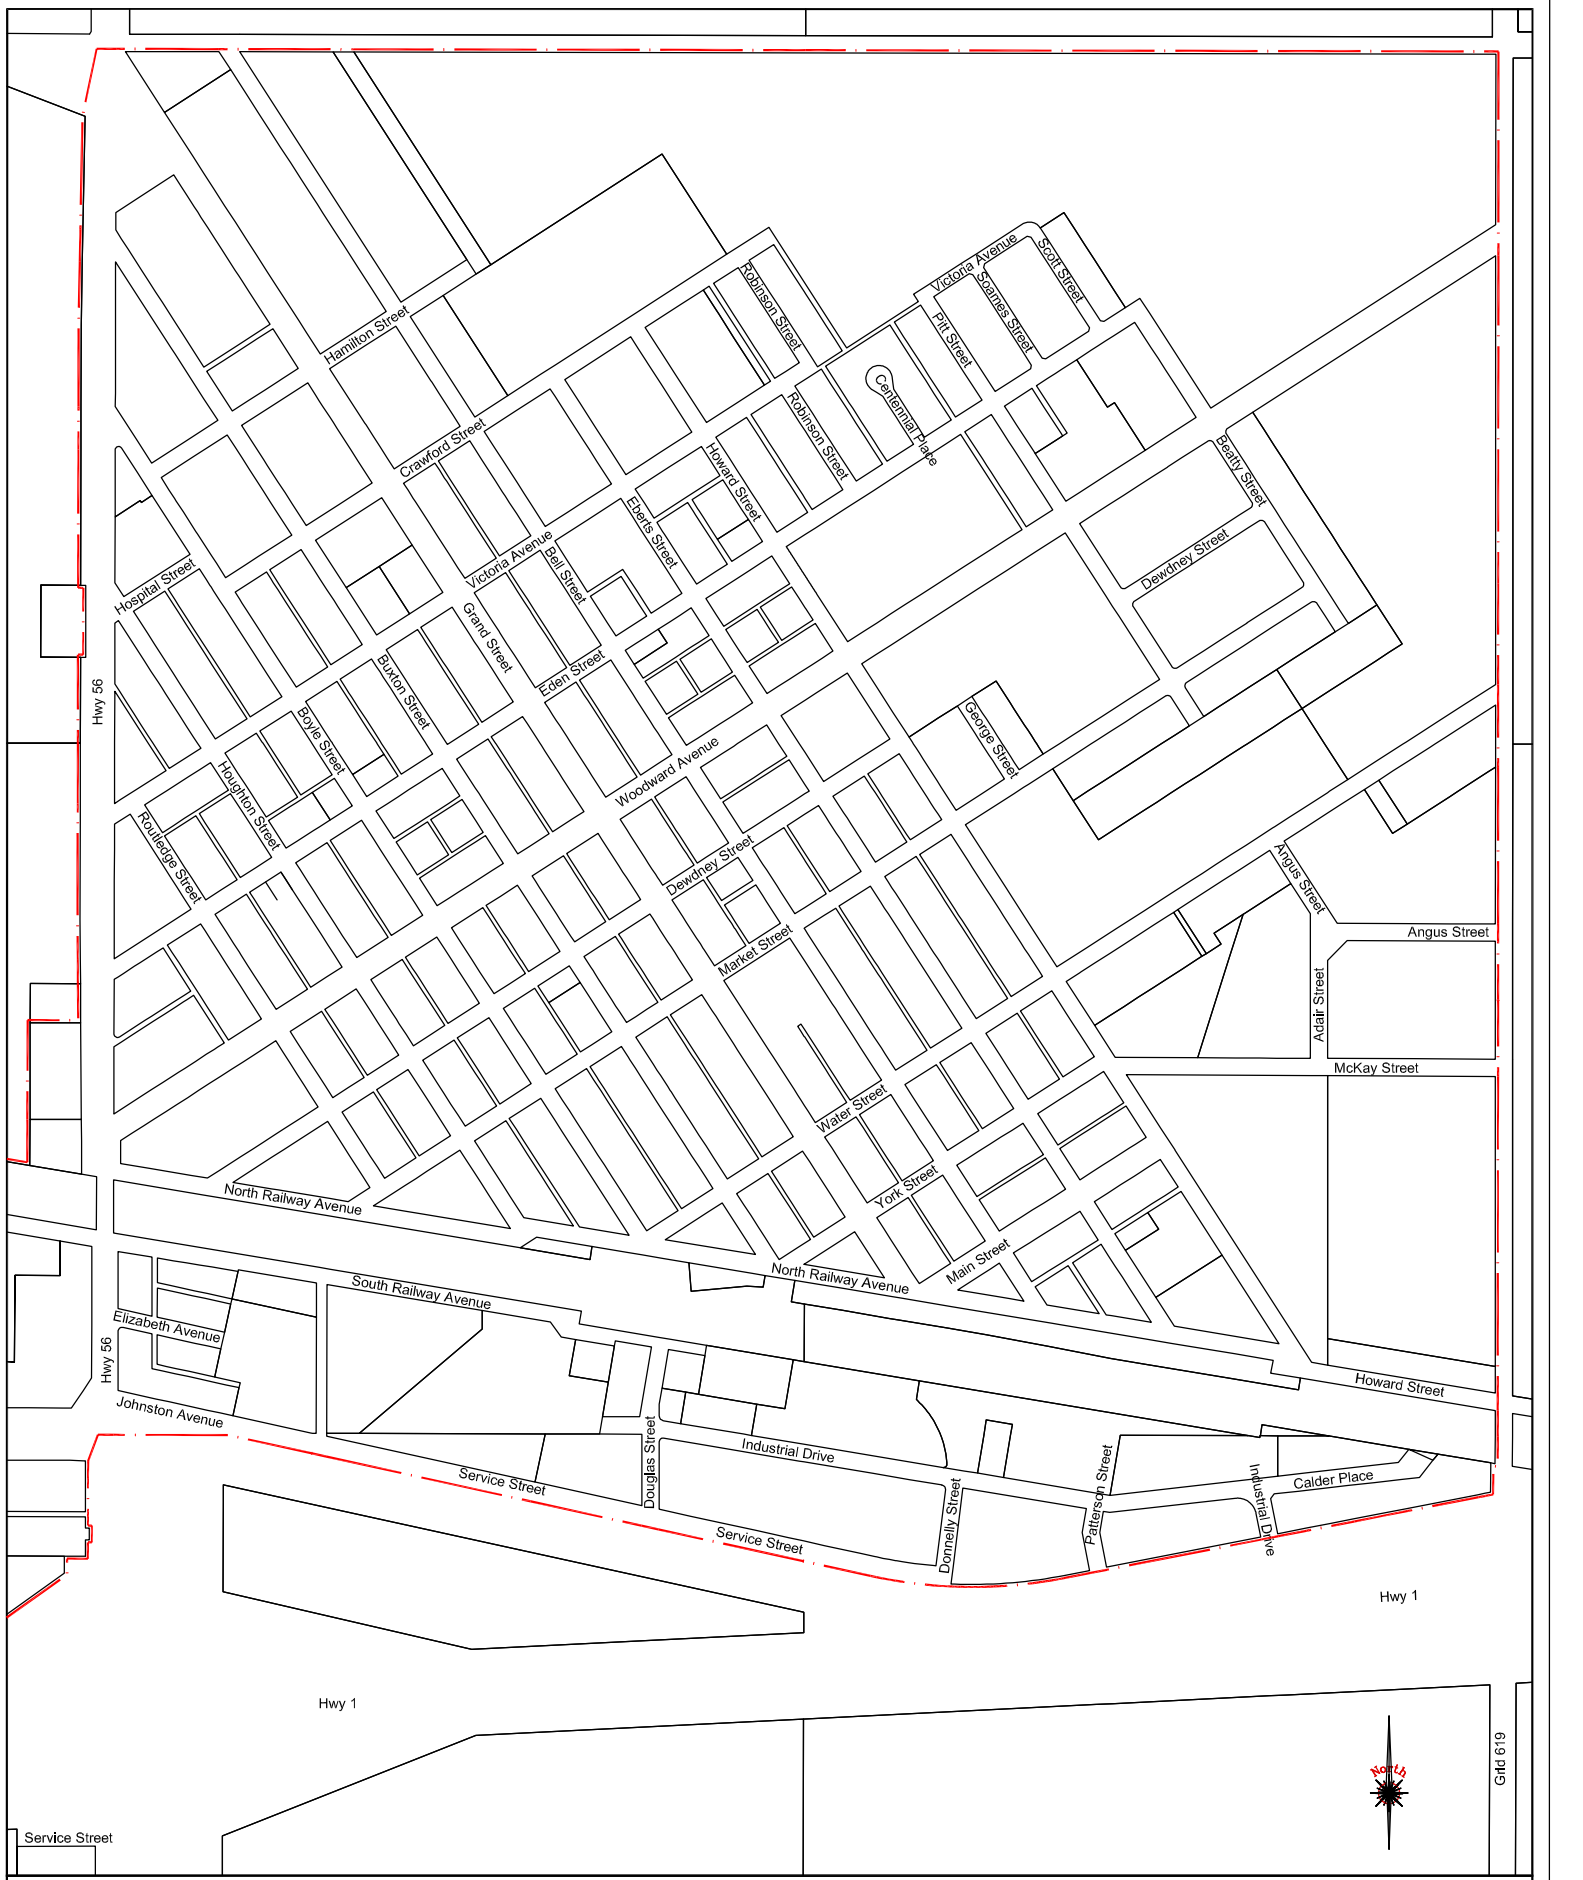 Victoria Avenue
Scott Street
Robinson Street
Soames Street
Pitt Street
Hamilton Street
Centennial Place
Robinson Street
Crawford Street
Howard Street
Beatty Street
Eberts Street
Victoria Avenue
Bell Street
Dewdney Street
Hospital Street
Grand Street
Eden Street
Buxton Street
Hwy 56
Boyle Street
George Street
Woodward Avenue
Houghton Street
Routledge Street
Dewdney Street
Angus Street
Angus Street
Market Street
Adair Street
McKay Street
Water Street
York Street
North Railway Avenue
Main Street
North Railway Avenue
South Railway Avenue
Elizabeth Avenue
Hwy 56
Howard Street
Johnston Avenue
Industrial Drive
Douglas Street
Service Street
Patterson Street
Calder Place
Industrial Drive
Donnelly Street
Service Street
Hwy 1
Hwy 1
Grid 619
North
Service Street